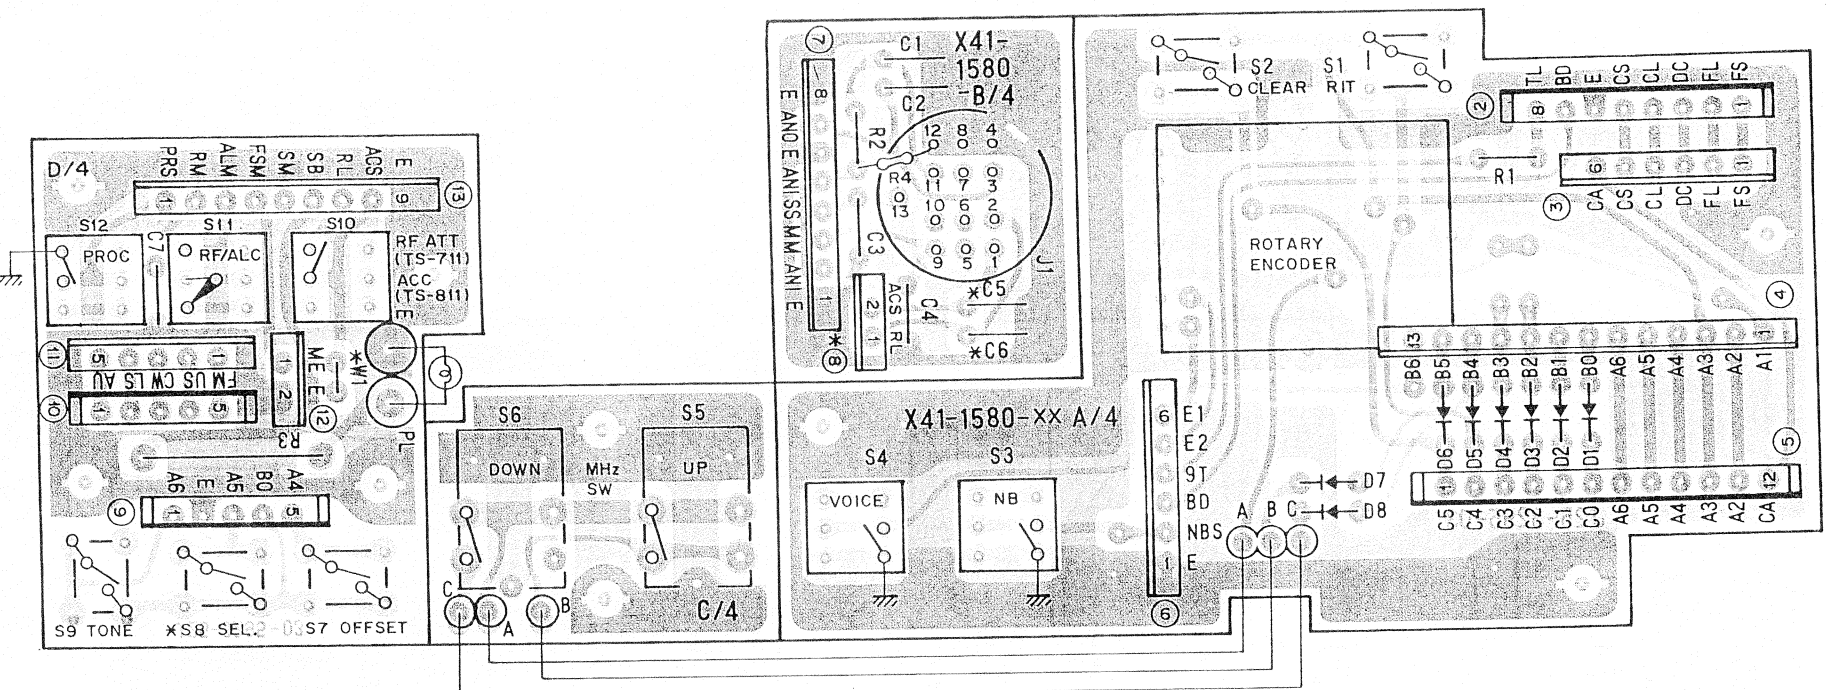 D/4
PRS RM ALM FSM SM SB RL ACS E
1 9
13
S12
PROC
C7
S11
RF/ALC
S10
RF ATT
(TS-711)
ACC
(TS-811)
E
11
5 1
FM US CW LS AU
10
1 5
1 2
M E E
12
R3
*W1
PL
A6 E A5 B0 A4
9
1 5
S9 TONE
*S8 SEL.
S7 OFFSET
S6
DOWN
MHz
SW
S5
UP
C
A
B
C/4
7
8 1
E ANO E ANI SS MM ANI E
C1
C2
X41-
1580
-B/4
R2
R4
12 8 4
11 7 3
13
10 6 2
9 5 1
J1
C3
2 1
ACS RL
C4
*8
*C5
*C6
X41-1580-XX A/4
S4
VOICE
S3
NB
6 1
E1
E2
9T
BD
NBS
E
6
A B C
D7
D8
S2
CLEAR
S1
RIT
ROTARY
ENCODER
2
TL BD E CS CL DC FL FS
8 1
R1
6 1
3
CA CS CL DC FL FS
4
13 1
B6 B5 B4 B3 B2 B1 B0 A6 A5 A4 A3 A2 A1
D6 D5 D4 D3 D2 D1
5
1 12
C5 C4 C3 C2 C1 C0 A6 A5 A4 A3 A2 CA